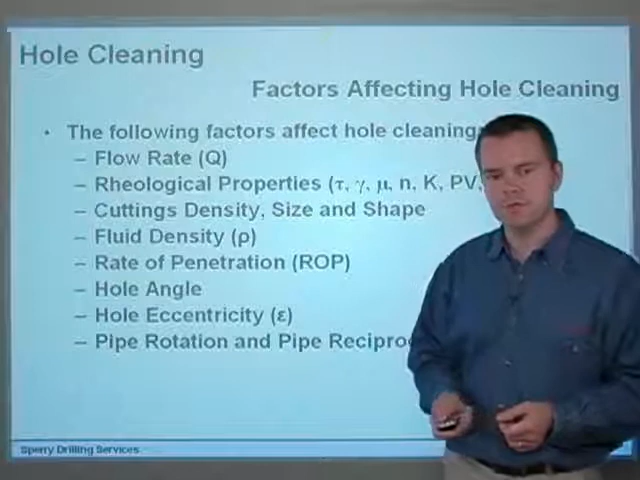 Hole Cleaning
Factors Affecting Hole Cleaning
• The following factors affect hole cleaning:
– Flow Rate (Q)
– Rheological Properties (τ, γ, μ, n, K, PV,
– Cuttings Density, Size and Shape
– Fluid Density (ρ)
– Rate of Penetration (ROP)
– Hole Angle
– Hole Eccentricity (ε)
– Pipe Rotation and Pipe Recipro
Sperry Drilling Services